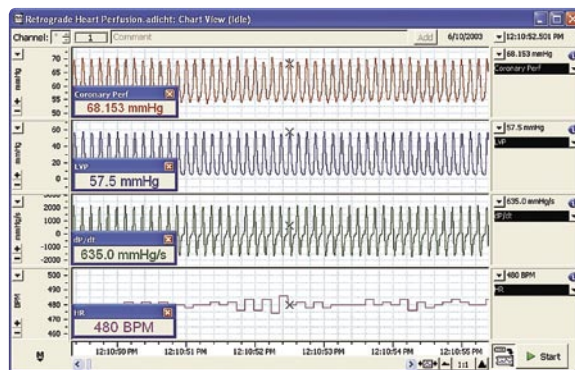 Retrograde Heart Perfusion.adicht: Chart View (Idle)
Channel: 1 Comment Add 6/10/2003 12:10:52.501 PM
70
65
60
55
50
mmHg
Coronary Perf
68.153 mmHg
68.153 mmHg
Coronary Perf
60
40
20
0
mmHg
LVP
57.5 mmHg
57.5 mmHg
LVP
2000
1000
0
-1000
-2000
mmHg/s
dP/dt
635.0 mmHg/s
635.0 mmHg/s
dP/dt
500
490
480
470
460
BPM
HR
480 BPM
480 BPM
HR
12:10:50 PM 12:10:51 PM 12:10:52 PM 12:10:53 PM 12:10:54 PM 12:10:55 PM
M 1:1 Start